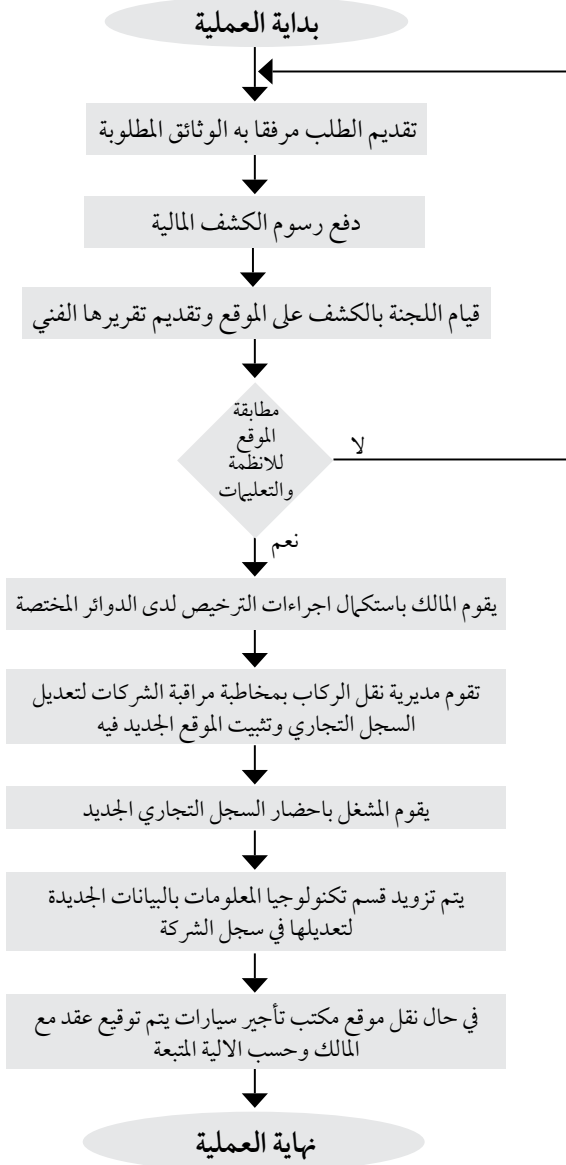 بداية العملية
تقديم الطلب مرفقا به الوثائق المطلوبة
دفع رسوم الكشف المالية
قيام اللجنة بالكشف على الموقع وتقديم تقريرها الفني
مطابقة
الموقع
للانظمة
والتعليمات
لا
نعم
يقوم المالك باستكمال اجراءات الترخيص لدى الدوائر المختصة
تقوم مديرية نقل الركاب بمخاطبة مراقبة الشركات لتعديل
السجل التجاري وتثبيت الموقع الجديد فيه
يقوم المشغل باحضار السجل التجاري الجديد
يتم تزويد قسم تكنولوجيا المعلومات بالبيانات الجديدة
لتعديلها في سجل الشركة
في حال نقل موقع مكتب تأجير سيارات يتم توقيع عقد مع
المالك وحسب الالية المتبعة
نهاية العملية